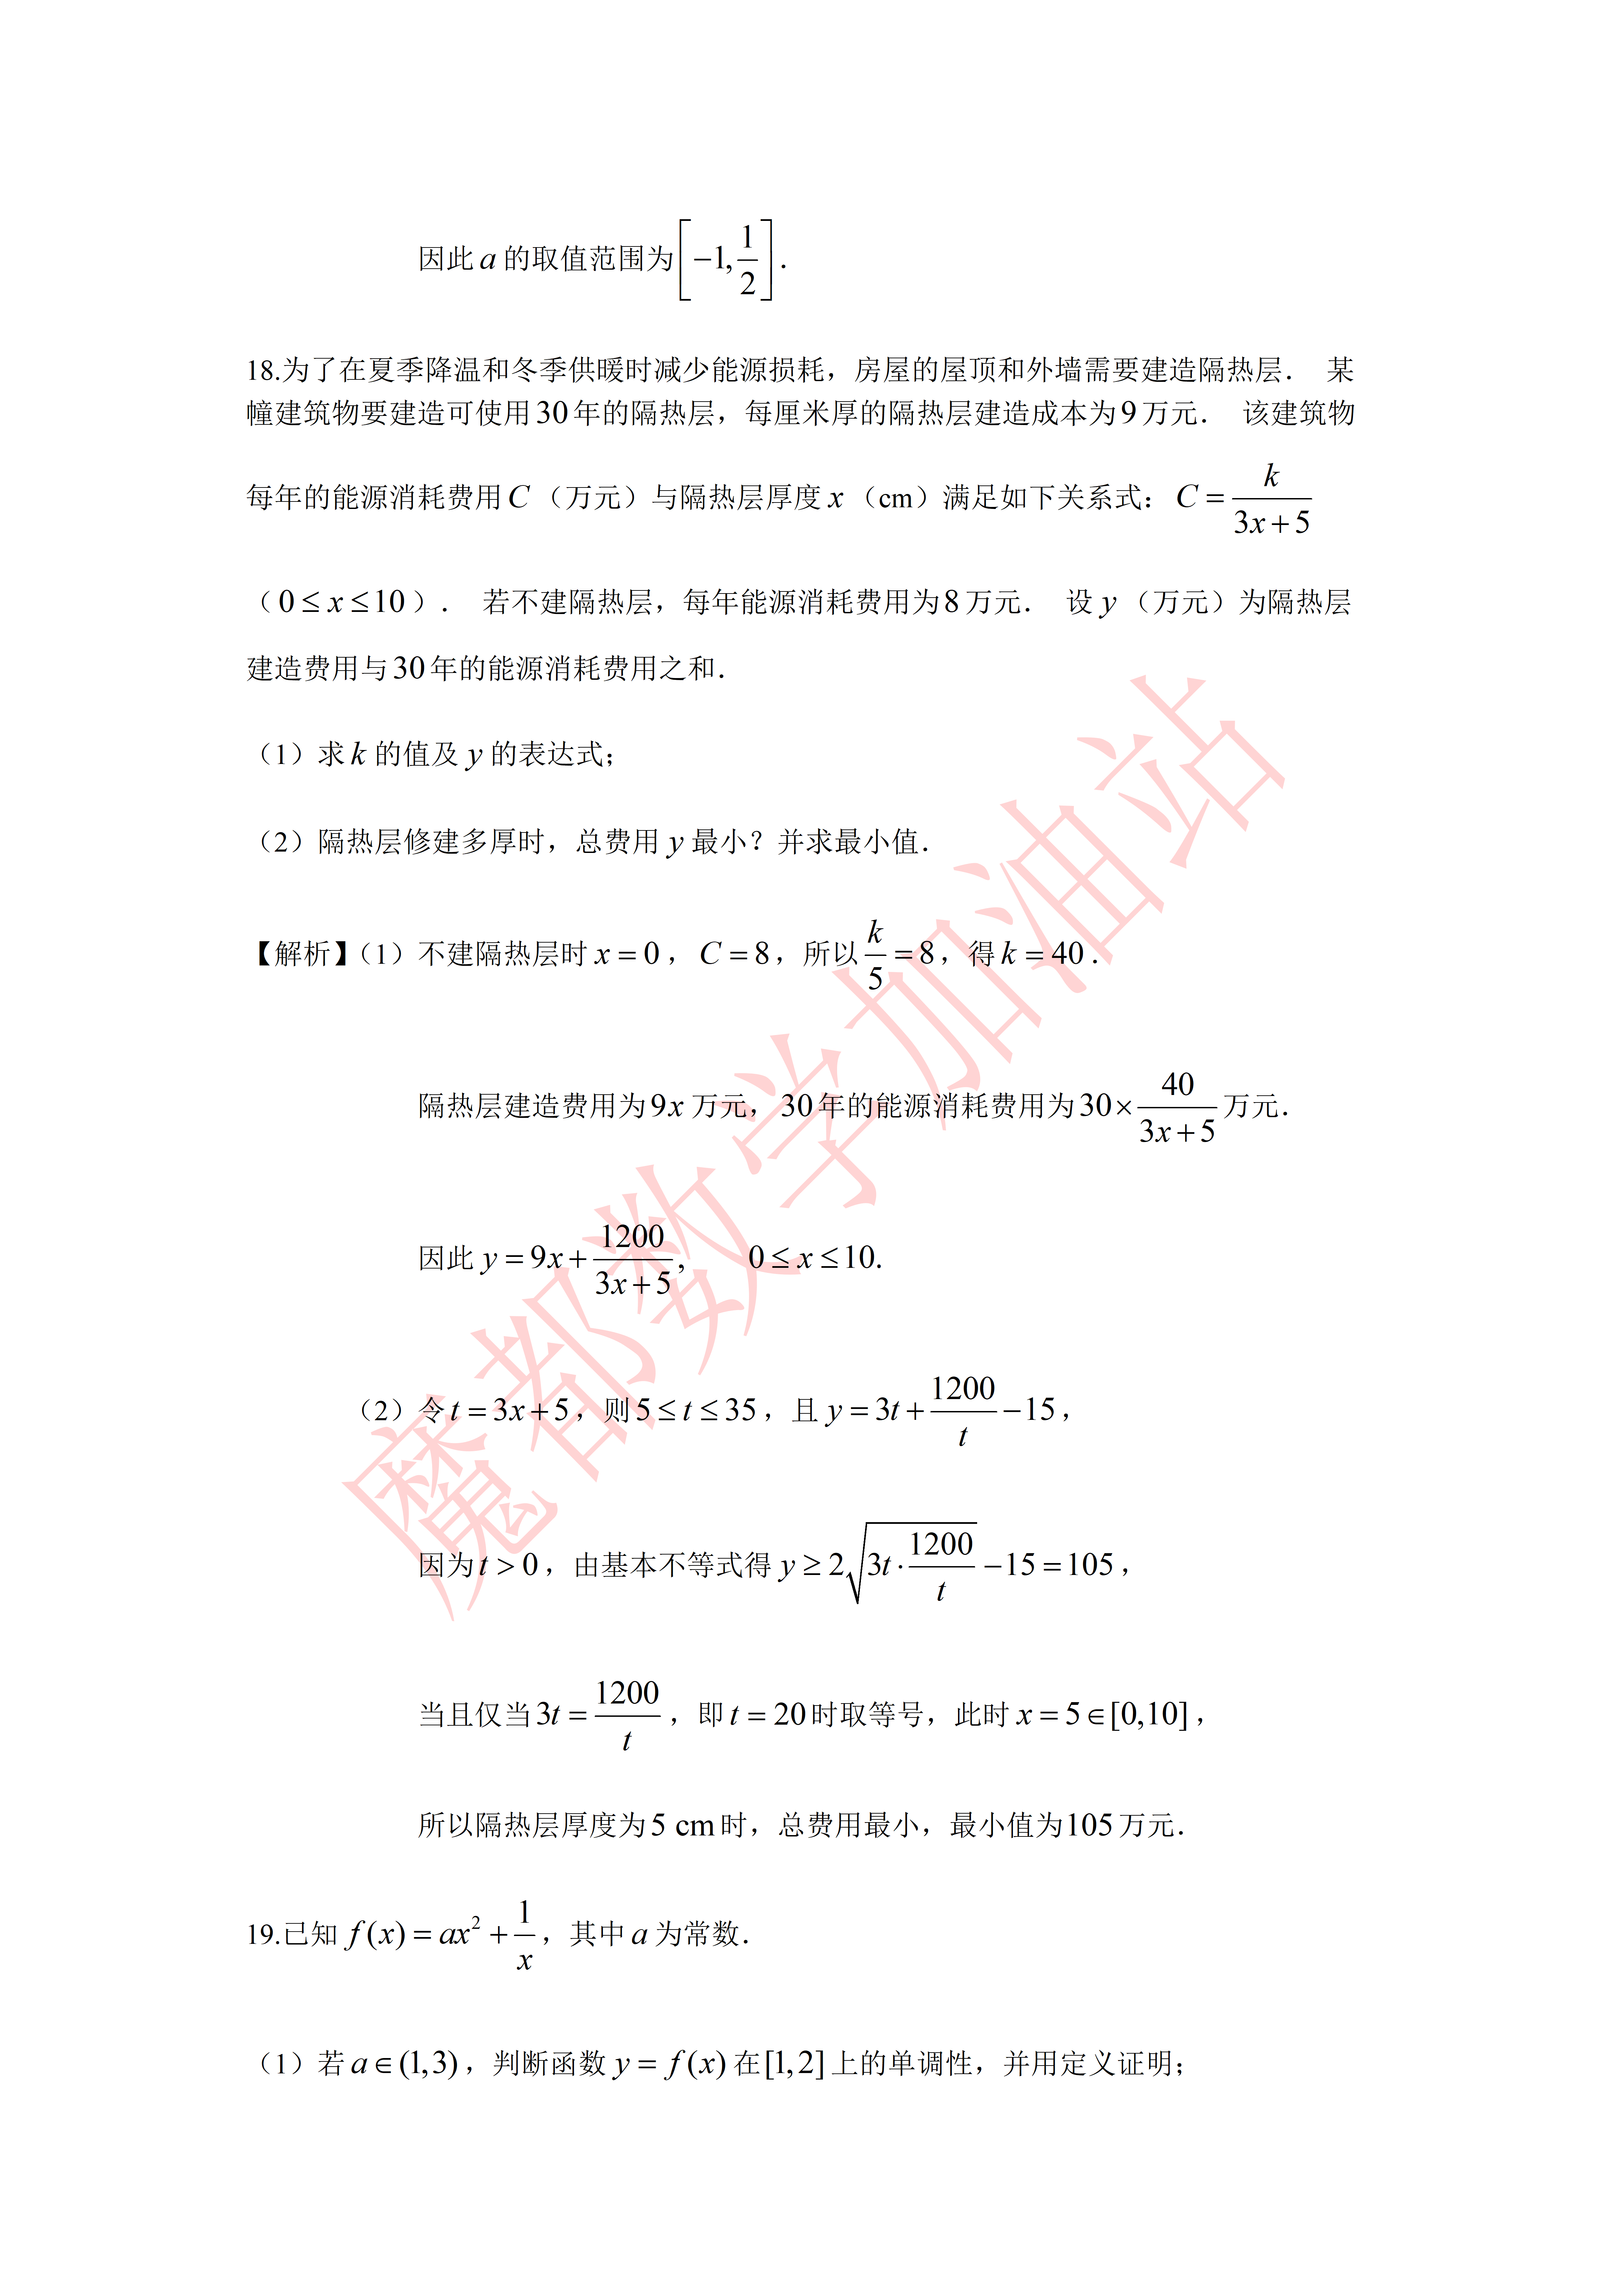 因此 a 的取值范围为[-1, 1/2].
18.为了在夏季降温和冬季供暖时减少能源损耗，房屋的屋顶和外墙需要建造隔热层． 某
幢建筑物要建造可使用30年的隔热层，每厘米厚的隔热层建造成本为9万元． 该建筑物
每年的能源消耗费用C（万元）与隔热层厚度x（cm）满足如下关系式：C = k/(3x+5)
（0≤x≤10）． 若不建隔热层，每年能源消耗费用为8万元． 设y（万元）为隔热层
建造费用与30年的能源消耗费用之和．
（1）求k的值及y的表达式；
（2）隔热层修建多厚时，总费用y最小？并求最小值．
【解析】（1）不建隔热层时x=0，C=8，所以k/5=8，得k=40．
隔热层建造费用为9x万元，30年的能源消耗费用为30×40/(3x+5)万元．
因此y=9x+1200/(3x+5), 0≤x≤10.
（2）令t=3x+5，则5≤t≤35，且y=3t+1200/t−15，
因为t>0，由基本不等式得y≥2√(3t·1200/t)−15=105，
当且仅当3t=1200/t，即t=20时取等号，此时x=5∈[0,10]，
所以隔热层厚度为5 cm时，总费用最小，最小值为105万元．
19.已知f(x)=ax²+1/x，其中a为常数．
（1）若a∈(1,3)，判断函数y=f(x)在[1,2]上的单调性，并用定义证明；
魔都数学加油站